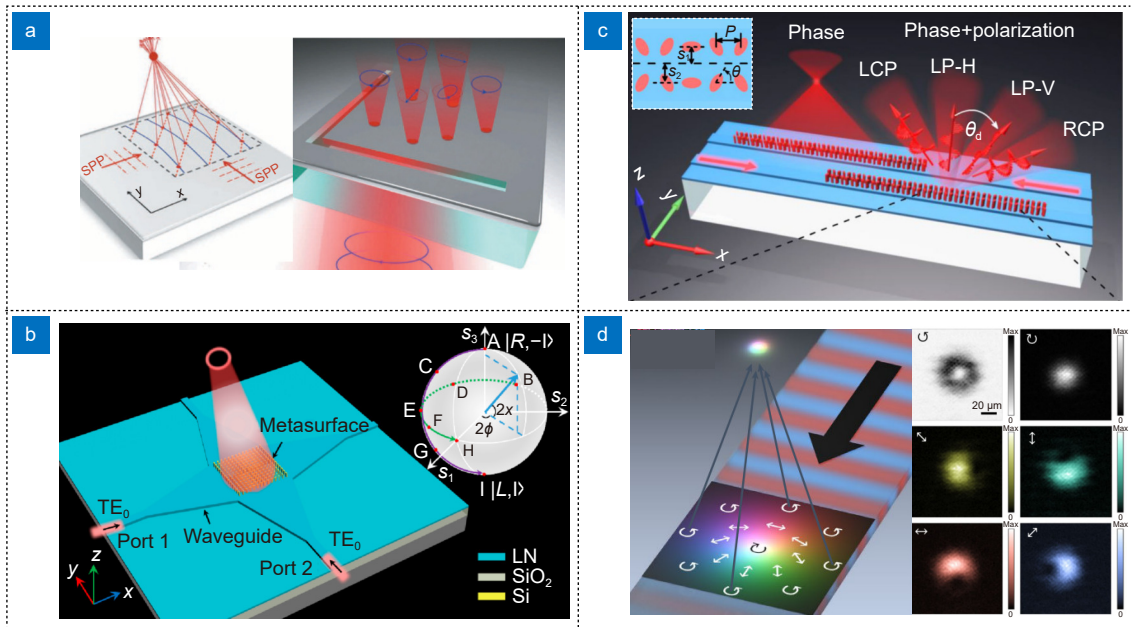 a
SPP
SPP
y
x
c
P
s₁
s₂
θ
Phase
Phase+polarization
LCP
LP-H
LP-V
RCP
θd
z
y
x
b
s₃
A |R,−l⟩
C
B
D
E
2x
s₂
2ϕ
F
H
G
s₁
I |L,l⟩
Metasurface
TE₀
Port 1
Waveguide
TE₀
Port 2
z
y
x
LN
SiO₂
Si
d
↺
Max
20 μm
0
↻
Max
0
Max
0
Max
0
Max
0
Max
0